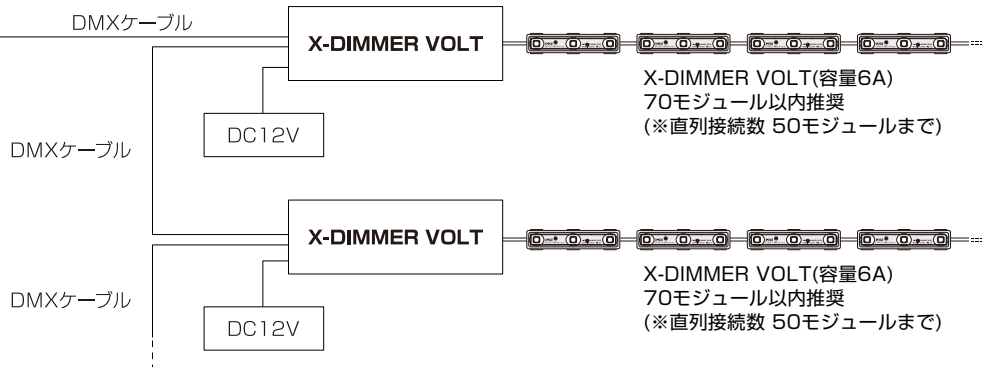 DMXケーブル
X-DIMMER VOLT
DC12V
X-DIMMER VOLT(容量6A)
70モジュール以内推奨
(※直列接続数 50モジュールまで)
DMXケーブル
X-DIMMER VOLT
DC12V
X-DIMMER VOLT(容量6A)
70モジュール以内推奨
(※直列接続数 50モジュールまで)
DMXケーブル